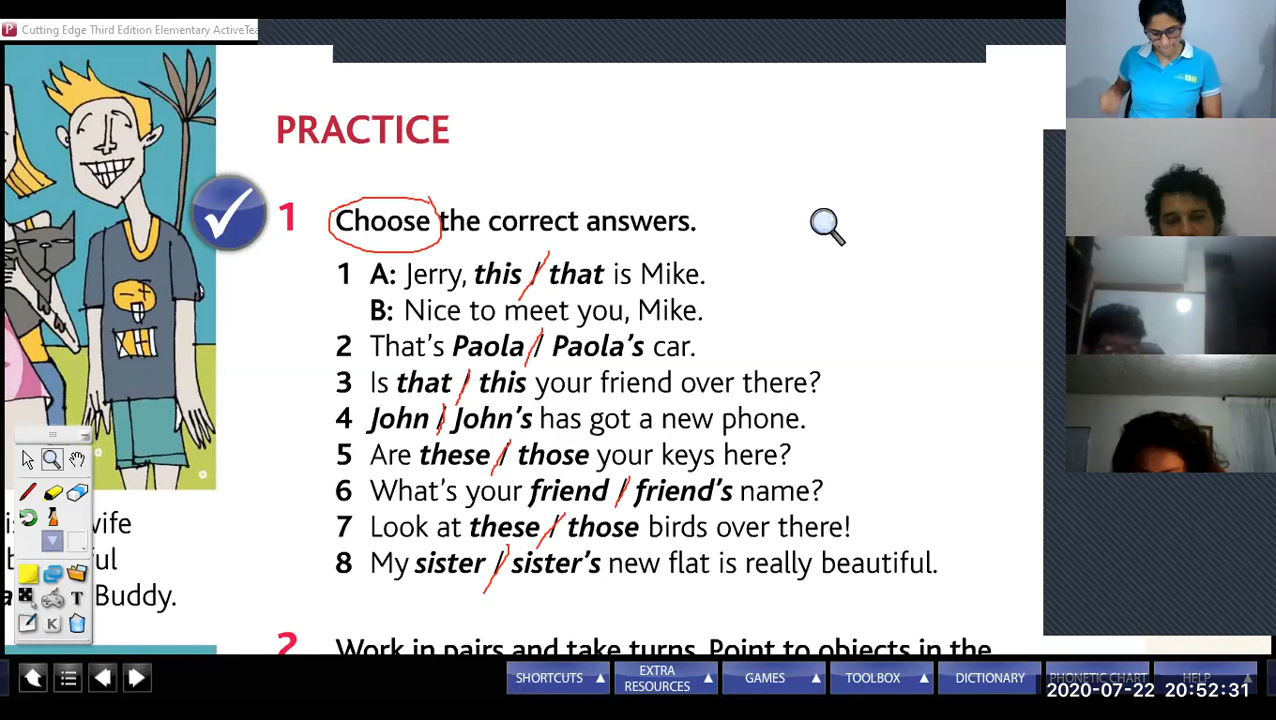 Cutting Edge Third Edition Elementary ActiveTea
PRACTICE
1 Choose the correct answers.
1 A: Jerry, this / that is Mike.
B: Nice to meet you, Mike.
2 That's Paola / Paola's car.
3 Is that / this your friend over there?
4 John / John's has got a new phone.
5 Are these / those your keys here?
6 What's your friend / friend's name?
7 Look at these / those birds over there!
8 My sister / sister's new flat is really beautiful.
wife
Buddy.
2 Work in pairs and take turns. Point to objects in the
T
K
SHORTCUTS
EXTRA
RESOURCES
GAMES
TOOLBOX
DICTIONARY
PHONETIC CHART
HELP
2020-07-22 20:52:31